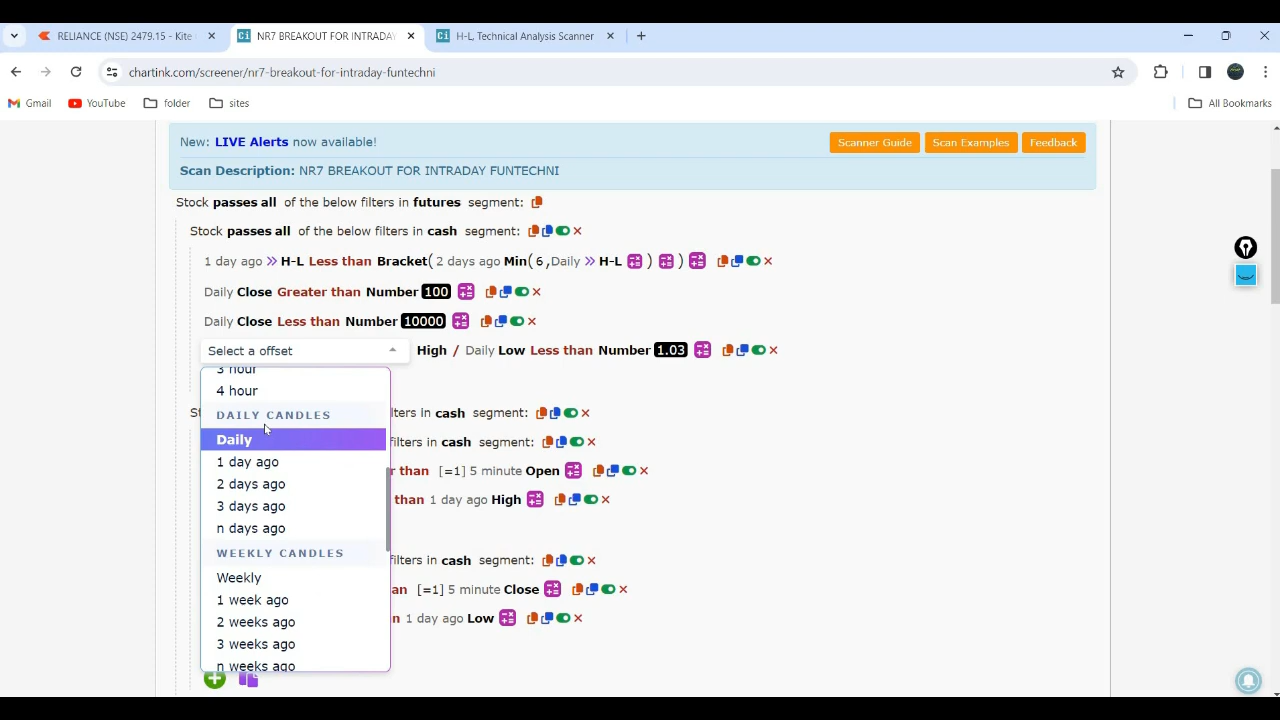 RELIANCE (NSE) 2479.15 - Kite
NR7 BREAKOUT FOR INTRADAY
H-L, Technical Analysis Scanner
chartink.com/screener/nr7-breakout-for-intraday-funtechni
Gmail YouTube folder sites All Bookmarks
New: LIVE Alerts now available!
Scanner Guide Scan Examples Feedback
Scan Description: NR7 BREAKOUT FOR INTRADAY FUNTECHNI
Stock passes all of the below filters in futures segment:
Stock passes all of the below filters in cash segment:
1 day ago » H-L Less than Bracket( 2 days ago Min( 6 ,Daily » H-L ) )
Daily Close Greater than Number 100
Daily Close Less than Number 10000
Select a offset High / Daily Low Less than Number 1.03
3 hour
4 hour
DAILY CANDLES
Daily
1 day ago
2 days ago
3 days ago
n days ago
WEEKLY CANDLES
Weekly
1 week ago
2 weeks ago
3 weeks ago
n weeks ago
St lters in cash segment:
filters in cash segment:
r than [=1] 5 minute Open
than 1 day ago High
filters in cash segment:
an [=1] 5 minute Close
n 1 day ago Low